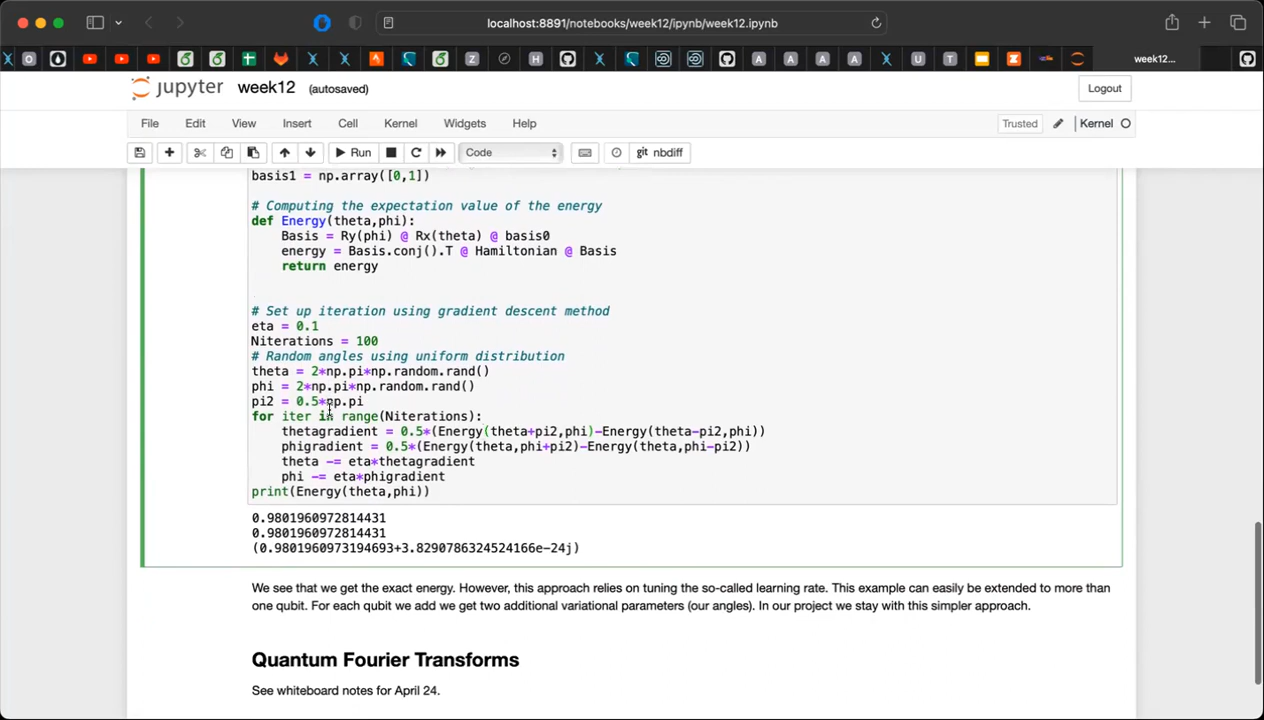 localhost:8891/notebooks/week12/ipynb/week12.ipynb
week12...
jupyter week12 (autosaved)
Logout
File Edit View Insert Cell Kernel Widgets Help
Trusted Kernel
Run Code git nbdiff
basis1 = np.array([0,1])
# Computing the expectation value of the energy
def Energy(theta,phi):
    Basis = Ry(phi) @ Rx(theta) @ basis0
    energy = Basis.conj().T @ Hamiltonian @ Basis
    return energy
# Set up iteration using gradient descent method
eta = 0.1
Niterations = 100
# Random angles using uniform distribution
theta = 2*np.pi*np.random.rand()
phi = 2*np.pi*np.random.rand()
pi2 = 0.5*np.pi
for iter in range(Niterations):
    thetagradient = 0.5*(Energy(theta+pi2,phi)-Energy(theta-pi2,phi))
    phigradient = 0.5*(Energy(theta,phi+pi2)-Energy(theta,phi-pi2))
    theta -= eta*thetagradient
    phi -= eta*phigradient
print(Energy(theta,phi))
0.9801960972814431
0.9801960972814431
(0.9801960973194693+3.8290786324524166e-24j)
We see that we get the exact energy. However, this approach relies on tuning the so-called learning rate. This example can easily be extended to more than
one qubit. For each qubit we add we get two additional variational parameters (our angles). In our project we stay with this simpler approach.
Quantum Fourier Transforms
See whiteboard notes for April 24.